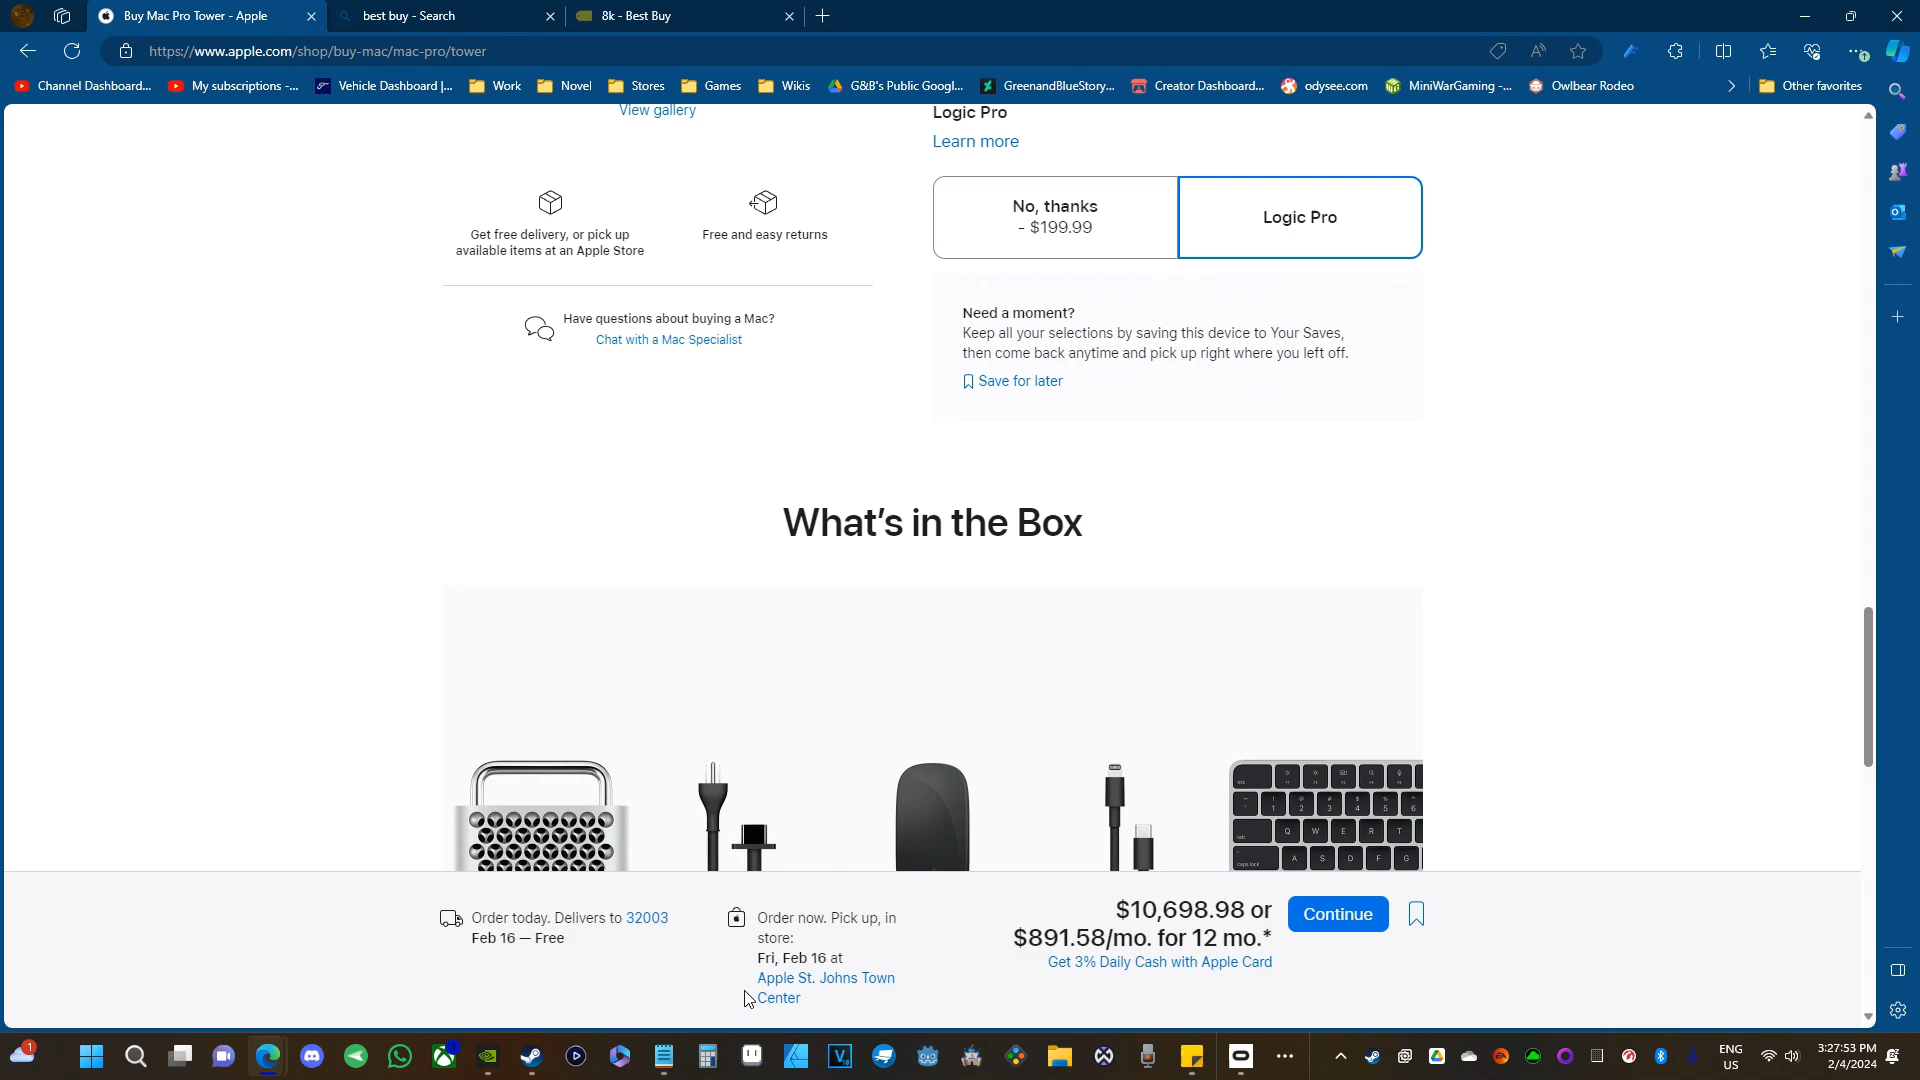 Buy Mac Pro Tower - Apple
best buy - Search
8k - Best Buy
https://www.apple.com/shop/buy-mac/mac-pro/tower
Channel Dashboard...
My subscriptions -...
Vehicle Dashboard |...
Work
Novel
Stores
Games
Wikis
G&B's Public Googl...
GreenandBlueStory...
Creator Dashboard...
odysee.com
MiniWarGaming -...
Owlbear Rodeo
Other favorites
View gallery
Get free delivery, or pick up
available items at an Apple Store
Free and easy returns
Have questions about buying a Mac?
Chat with a Mac Specialist
Logic Pro
Learn more
No, thanks
- $199.99
Logic Pro
Need a moment?
Keep all your selections by saving this device to Your Saves,
then come back anytime and pick up right where you left off.
Save for later
What's in the Box
Order today. Delivers to 32003
Feb 16 — Free
Order now. Pick up, in
store:
Fri, Feb 16 at
Apple St. Johns Town
Center
$10,698.98 or
$891.58/mo. for 12 mo.*
Get 3% Daily Cash with Apple Card
Continue
ENG
US
3:27:53 PM
2/4/2024